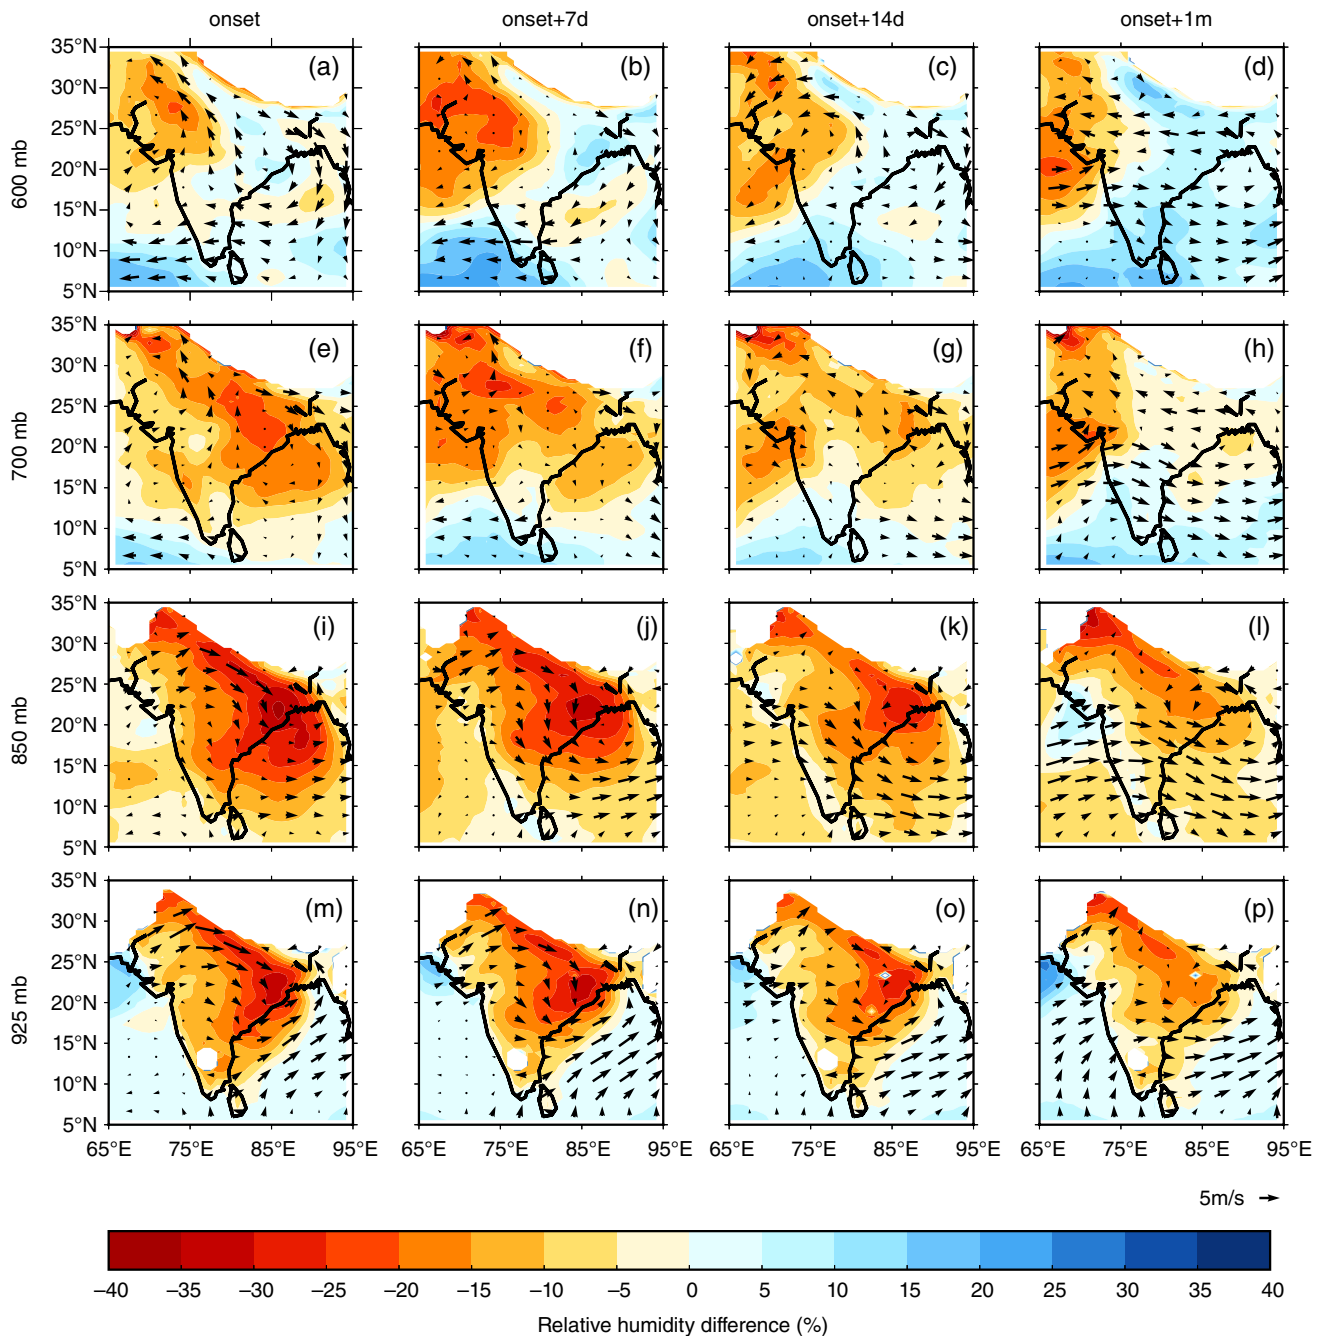 onset onset+7d onset+14d onset+1m
35°N (a) (b) (c) (d)
30°N
25°N
600 mb
20°N
15°N
10°N
5°N
35°N (e) (f) (g) (h)
30°N
25°N
700 mb
20°N
15°N
10°N
5°N
35°N (i) (j) (k) (l)
30°N
25°N
850 mb
20°N
15°N
10°N
5°N
35°N (m) (n) (o) (p)
30°N
25°N
925 mb
20°N
15°N
10°N
5°N
65°E 75°E 85°E 95°E 65°E 75°E 85°E 95°E 65°E 75°E 85°E 95°E 65°E 75°E 85°E 95°E
5m/s
−40 −35 −30 −25 −20 −15 −10 −5 0 5 10 15 20 25 30 35 40
Relative humidity difference (%)